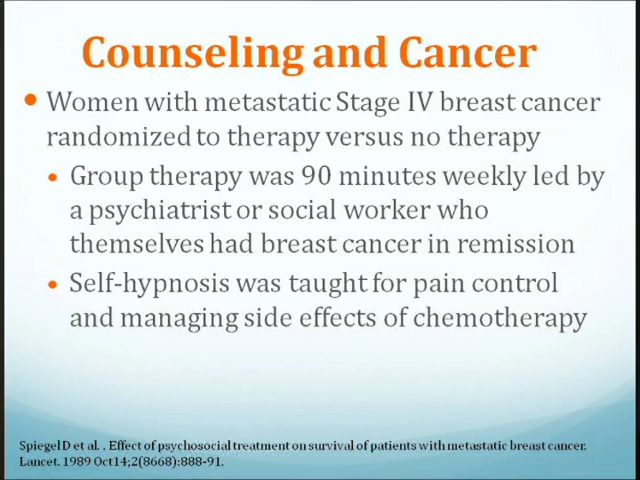 Counseling and Cancer
Women with metastatic Stage IV breast cancer
randomized to therapy versus no therapy
Group therapy was 90 minutes weekly led by
a psychiatrist or social worker who
themselves had breast cancer in remission
Self-hypnosis was taught for pain control
and managing side effects of chemotherapy
Spiegel D et al. . Effect of psychosocial treatment on survival of patients with metastatic breast cancer.
Lancet. 1989 Oct14;2(8668):888-91.